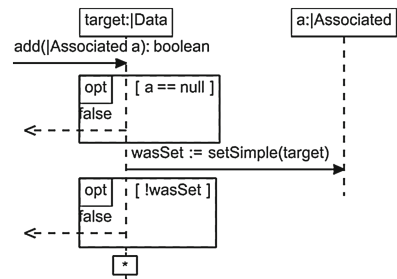 target:|Data
a:|Associated
add(|Associated a): boolean
opt
[ a == null ]
false
wasSet := setSimple(target)
opt
[ !wasSet ]
false
*